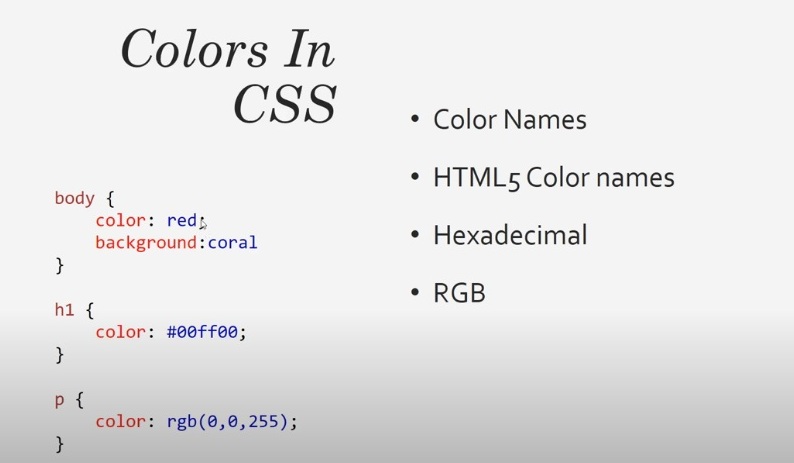 Colors In
CSS
body {
color: red;
background:coral
}
h1 {
color: #00ff00;
}
p {
color: rgb(0,0,255);
}
• Color Names
• HTML5 Color names
• Hexadecimal
• RGB